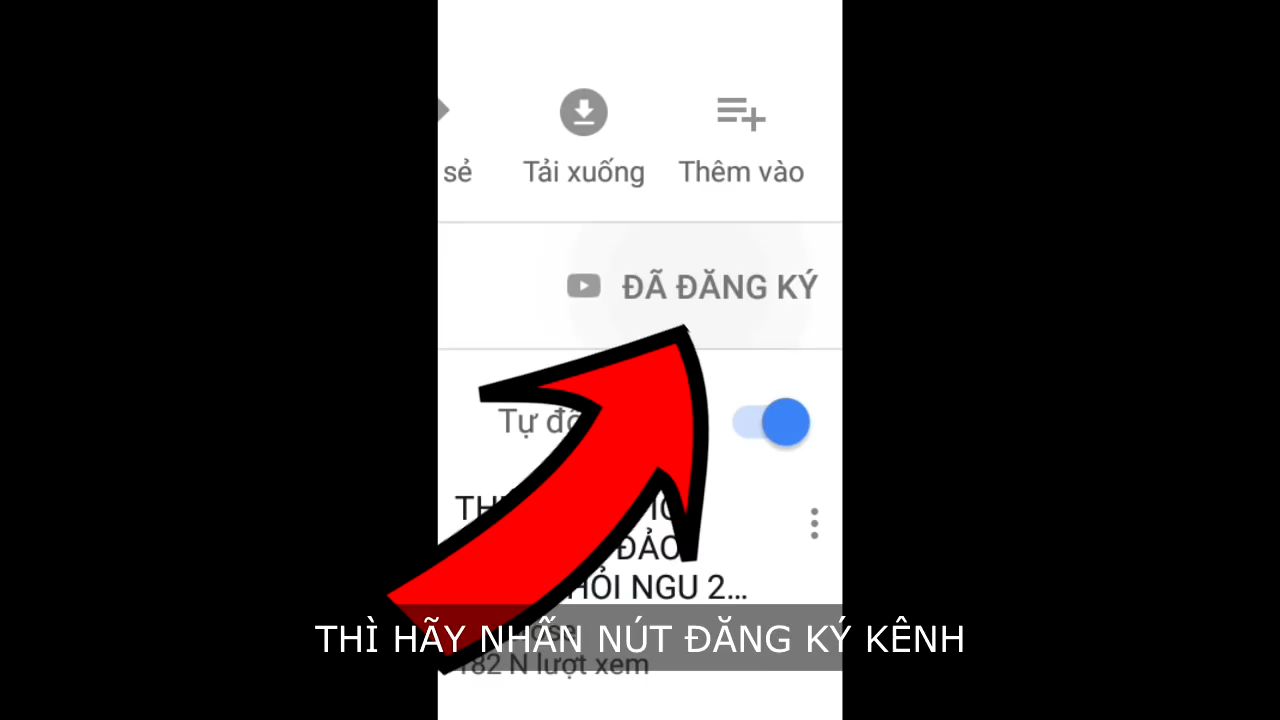 sẻ Tải xuống Thêm vào
ĐÃ ĐĂNG KÝ
Tự
ĐẢO
HỎI NGU 2...
THÌ HÃY NHẤN NÚT ĐĂNG KÝ KÊNH
182 N lượt xem